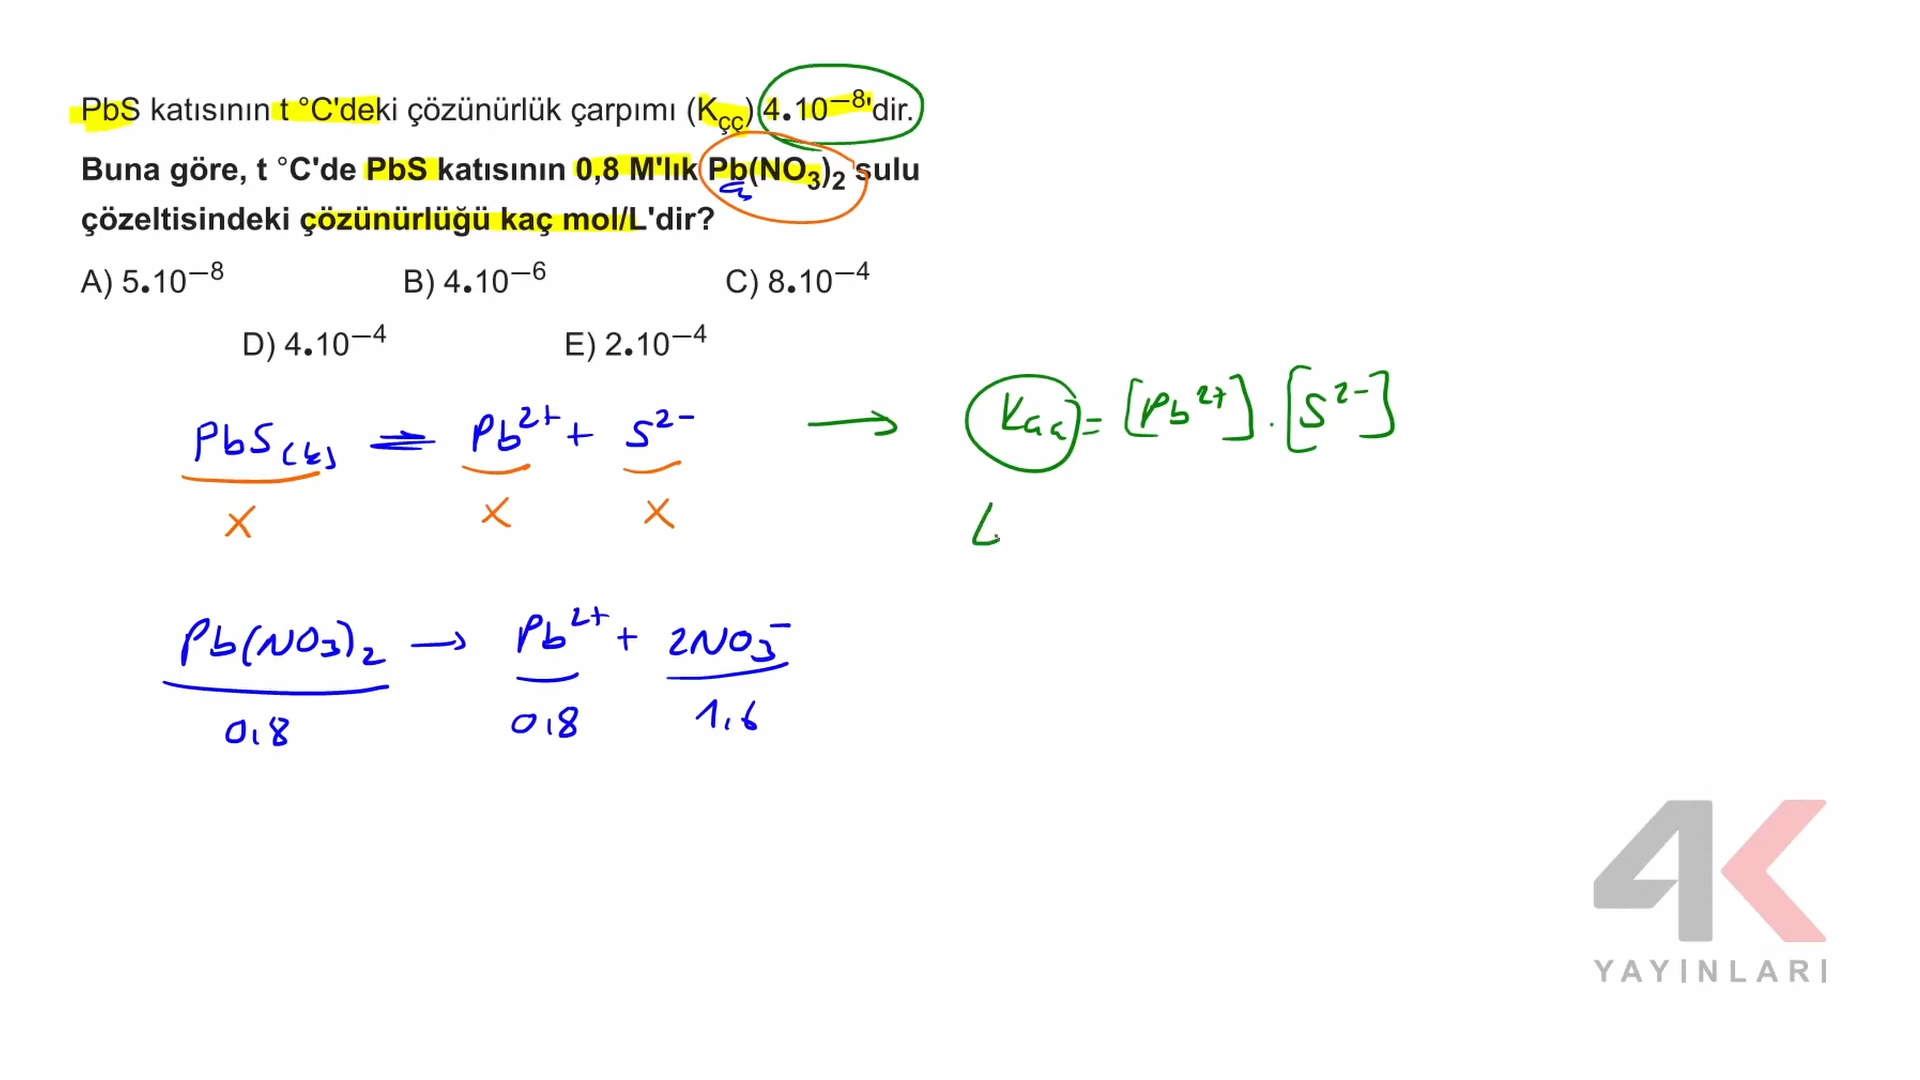 PbS katısının t °C'deki çözünürlük çarpımı (Kçç) 4.10⁻⁸'dir.
Buna göre, t °C'de PbS katısının 0,8 M'lık Pb(NO₃)₂ sulu
çözeltisindeki çözünürlüğü kaç mol/L'dir?
A) 5.10⁻⁸ B) 4.10⁻⁶ C) 8.10⁻⁴
D) 4.10⁻⁴ E) 2.10⁻⁴
PbS(k) ⇌ Pb²⁺ + S²⁻ → Kçç = [Pb²⁺] . [S²⁻]
x x x
Pb(NO₃)₂ → Pb²⁺ + 2NO₃⁻
0,8 0,8 1,6
4K
YAYINLARI